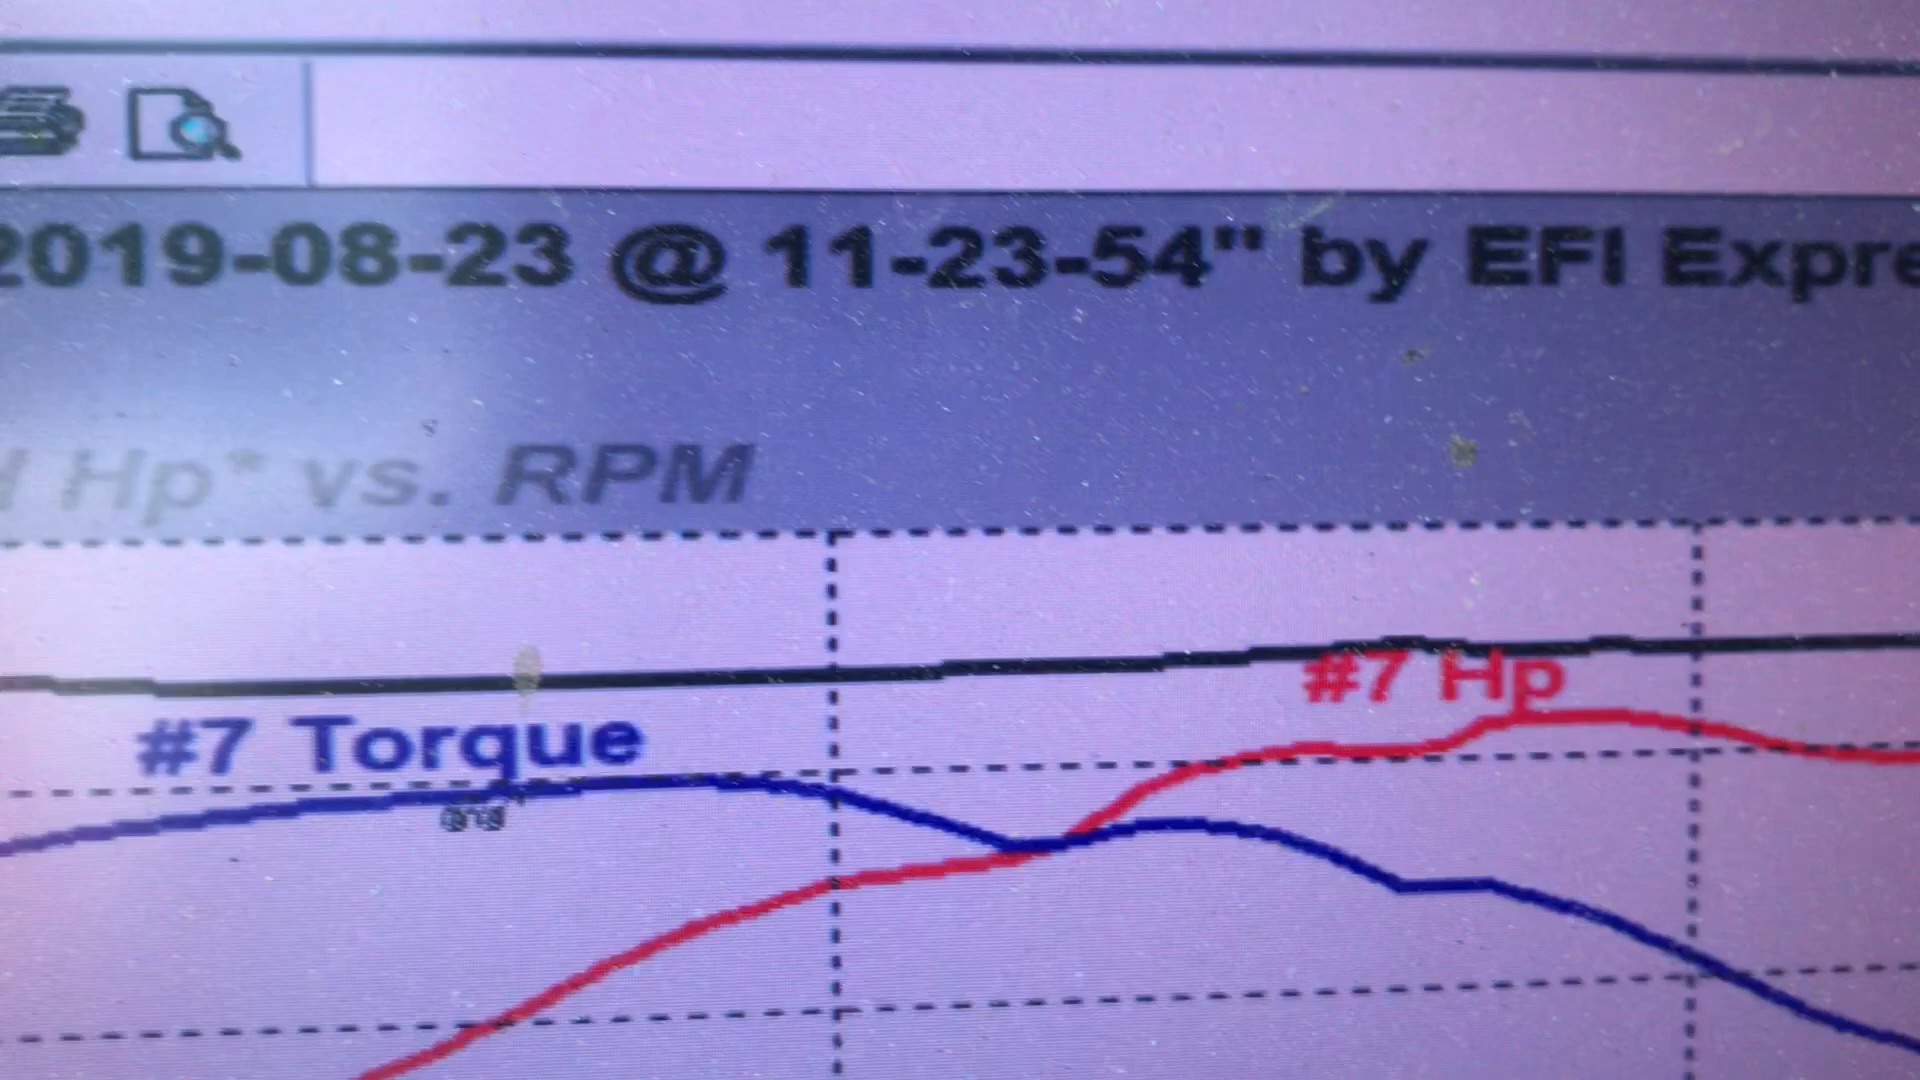 2019-08-23 @ 11-23-54" by EFI Expre
Hp* vs. RPM
#7 Hp
#7 Torque